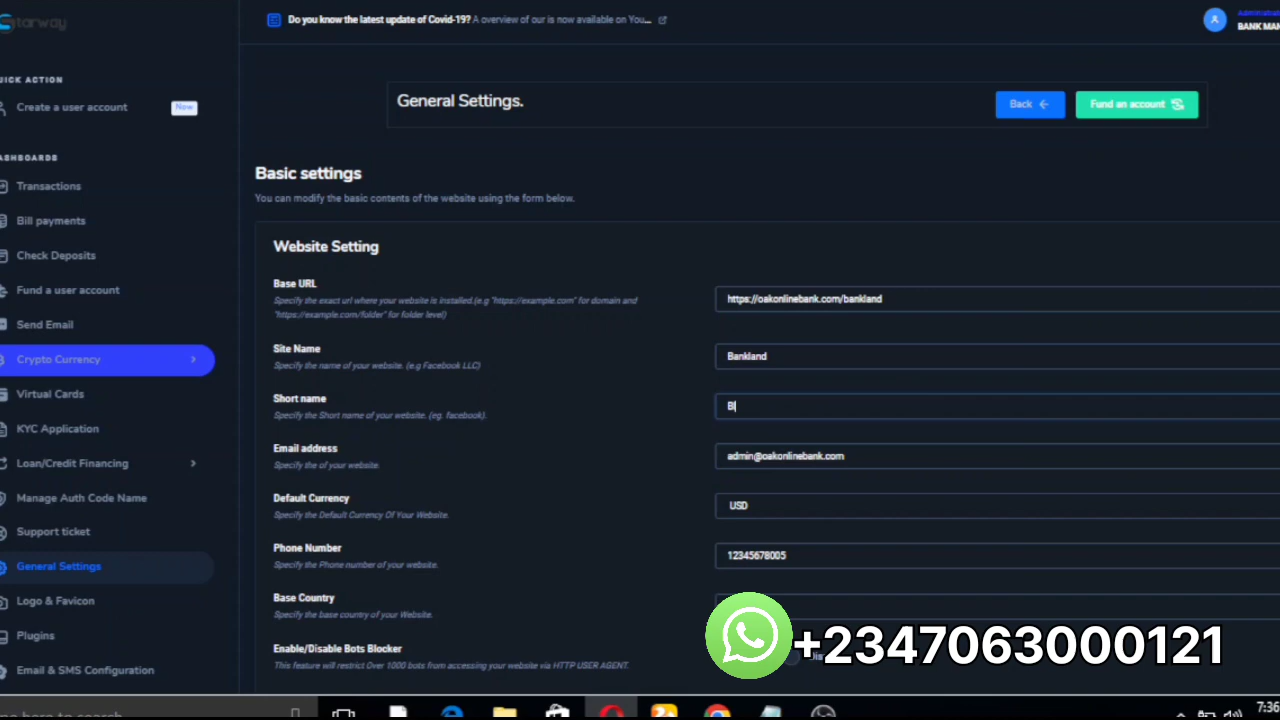 starway
Do you know the latest update of Covid-19? A overview of our is now available on You...
BANK MAN
UICK ACTION
Create a user account
New
General Settings.
Back
Fund an account
ASHBOARDS
Transactions
Bill payments
Check Deposits
Fund a user account
Send Email
Crypto Currency
Virtual Cards
KYC Application
Loan/Credit Financing
Manage Auth Code Name
Support ticket
General Settings
Logo & Favicon
Plugins
Email & SMS Configuration
Basic settings
You can modify the basic contents of the website using the form below.
Website Setting
Base URL
Specify the exact url where your website is installed.(e.g "https://example.com" for domain and
"https://example.com/folder" for folder level)
https://oakonlinebank.com/bankland
Site Name
Specify the name of your website. (e.g Facebook LLC)
Bankland
Short name
Specify the Short name of your website. (eg. facebook).
B
Email address
Specify the of your website.
admin@oakonlinebank.com
Default Currency
Specify the Default Currency Of Your Website.
USD
Phone Number
Specify the Phone number of your website.
12345678005
Base Country
Specify the base country of your Website.
Enable/Disable Bots Blocker
This feature will restrict Over 1000 bots from accessing your website via HTTP USER AGENT.
+2347063000121
here to search
7:36